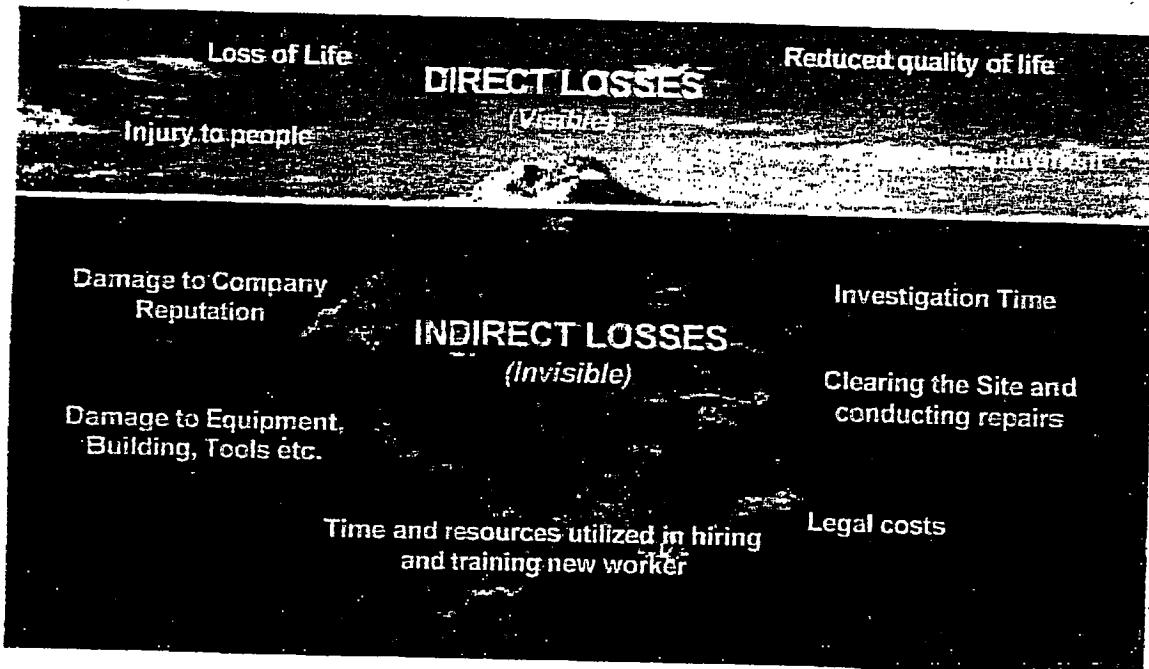 Loss of Life
DIRECT LOSSES
(Visible)
Reduced quality of life
Injury to people
Damage to Company
Reputation
INDIRECT LOSSES
(Invisible)
Investigation Time
Damage to Equipment,
Building, Tools etc.
Clearing the Site and
conducting repairs
Time and resources utilized in hiring
and training new worker
Legal costs